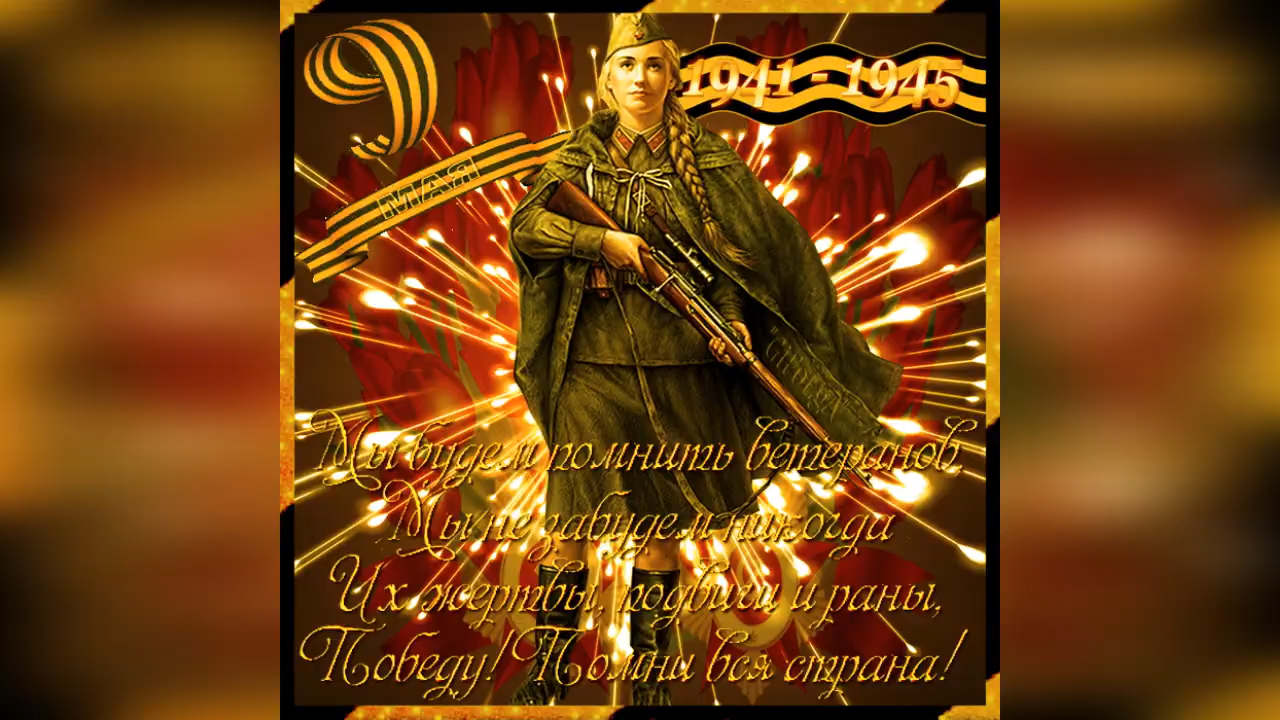 9
МАЯ
1941 - 1945
Мы будем помнить ветеранов,
Мы не забудем никогда
Их жертвы, подвиги и раны,
Победу! Помни вся страна!